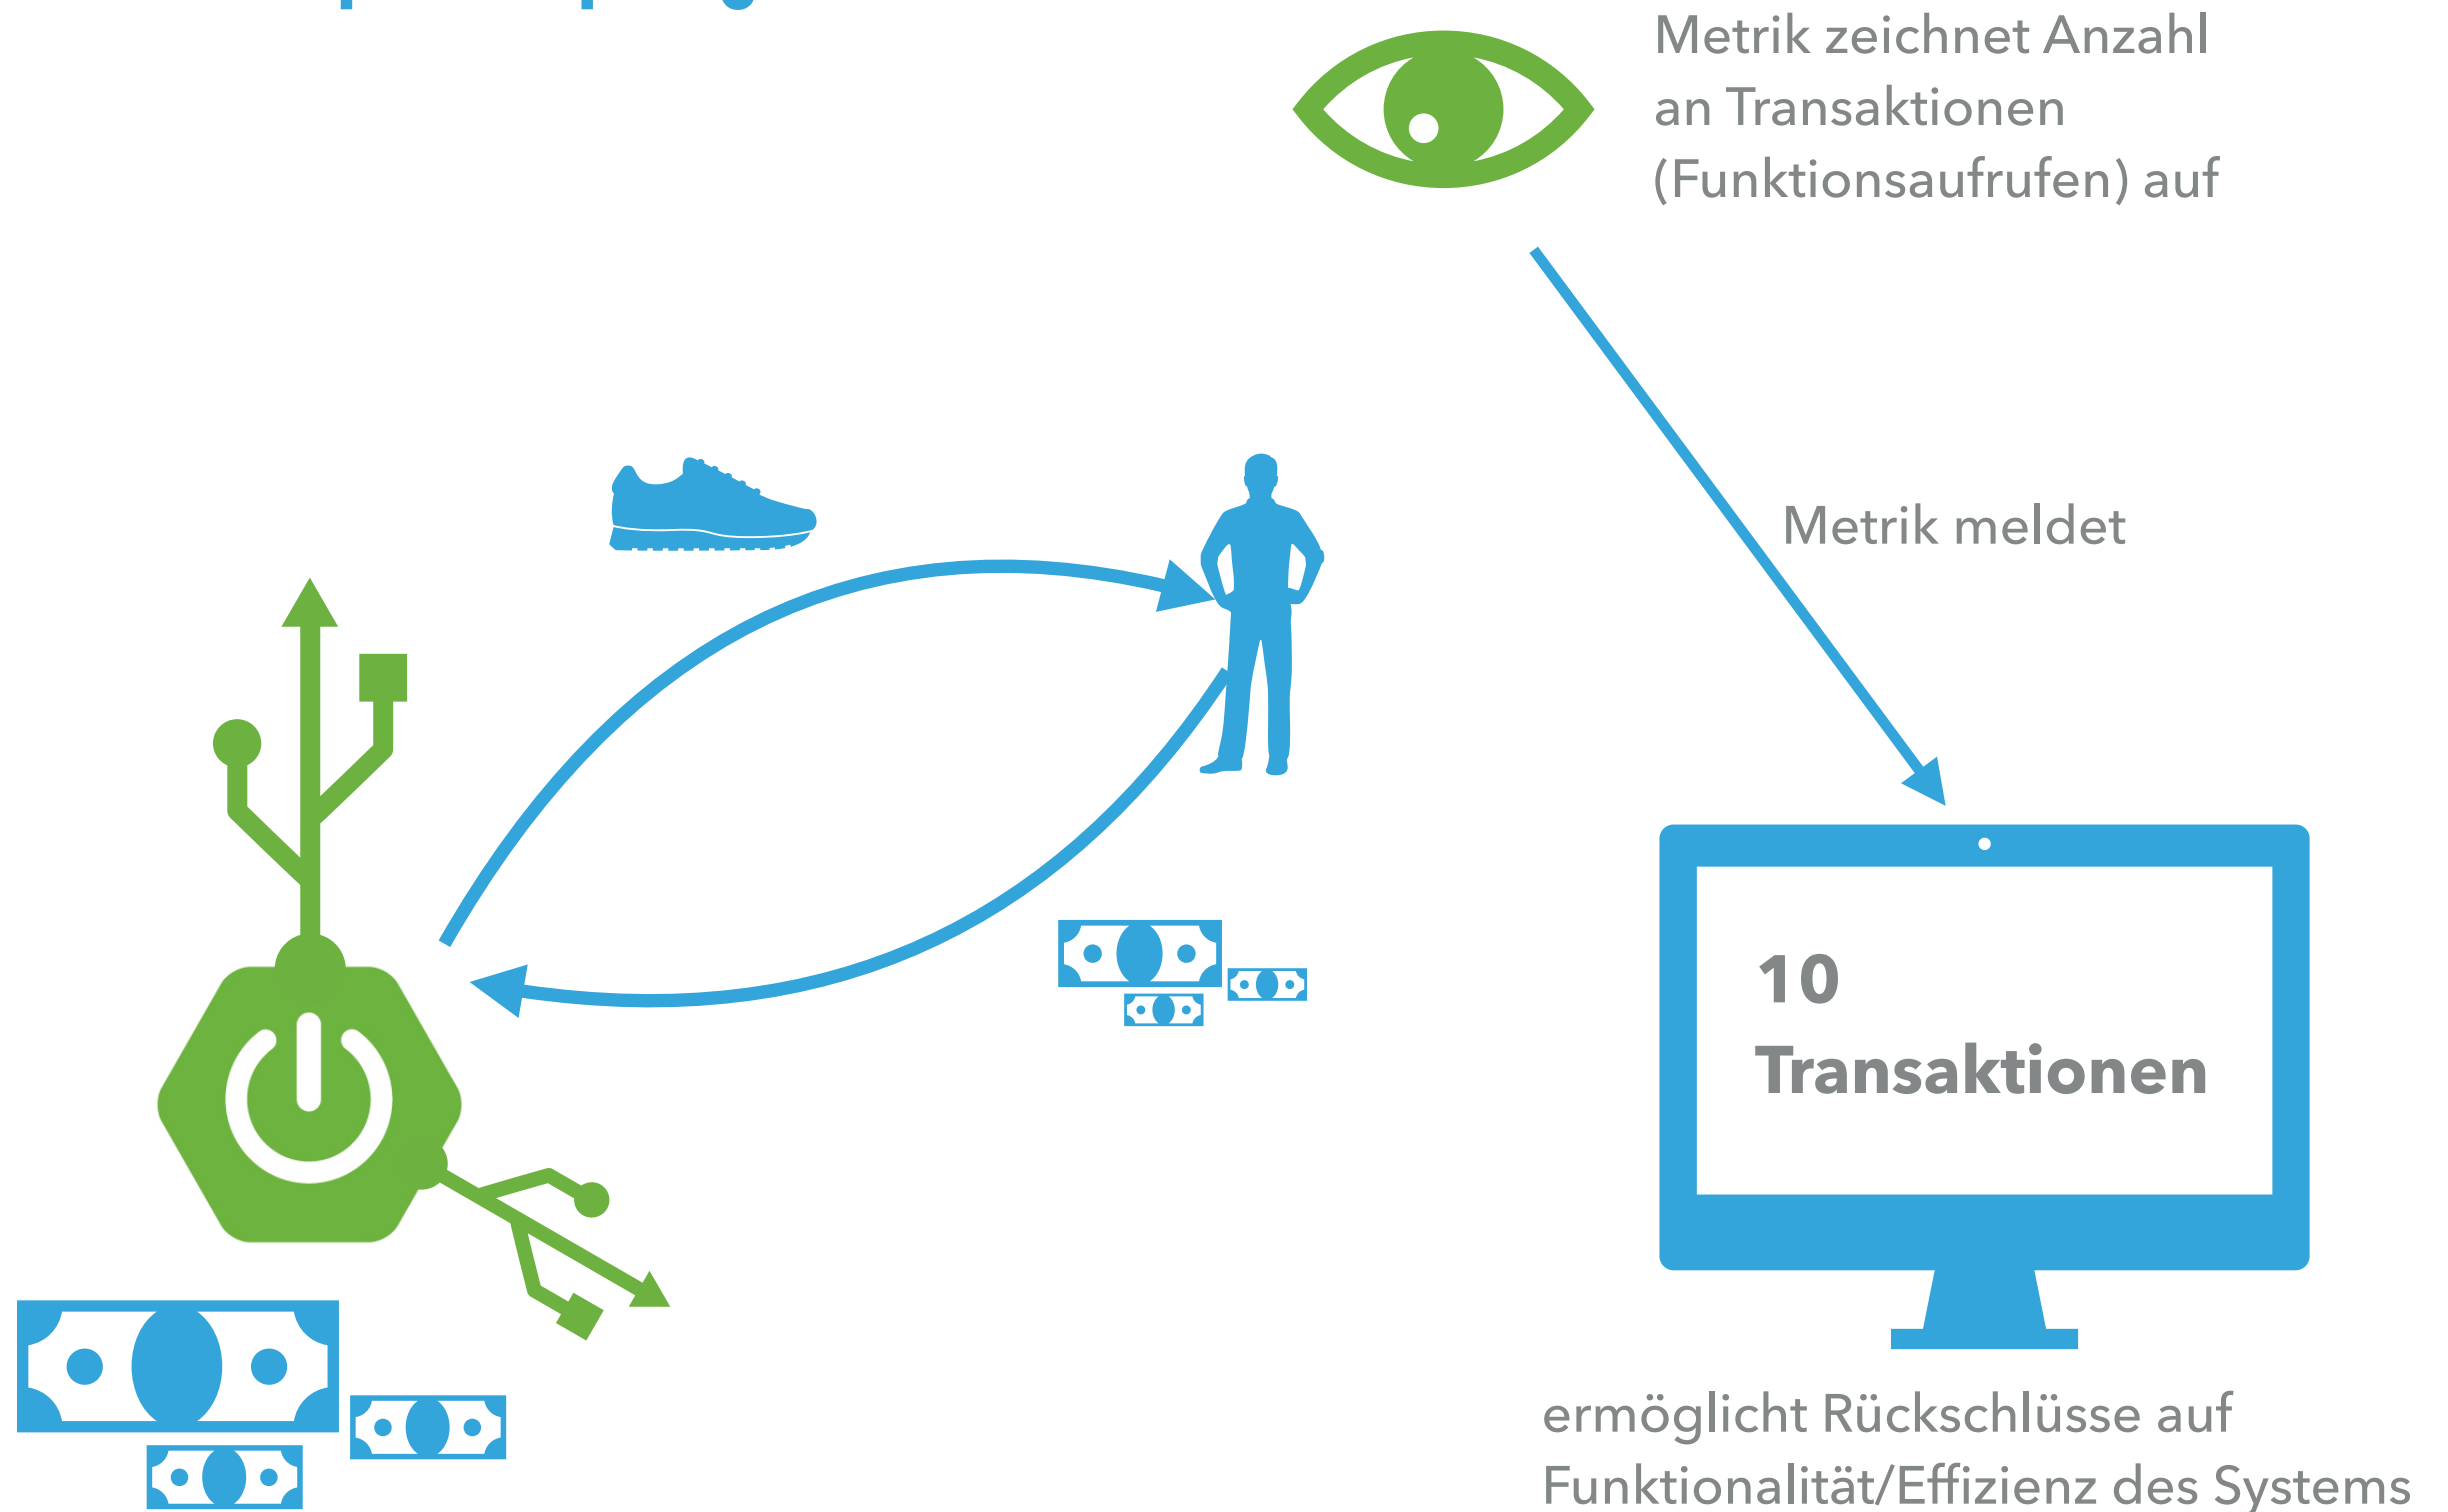 Metrik zeichnet Anzahl
an Transaktionen
(Funktionsaufrufen) auf
Metrik meldet
10
Transaktionen
ermöglicht Rückschlüsse auf
Funktionalität/Effizienz des Systems